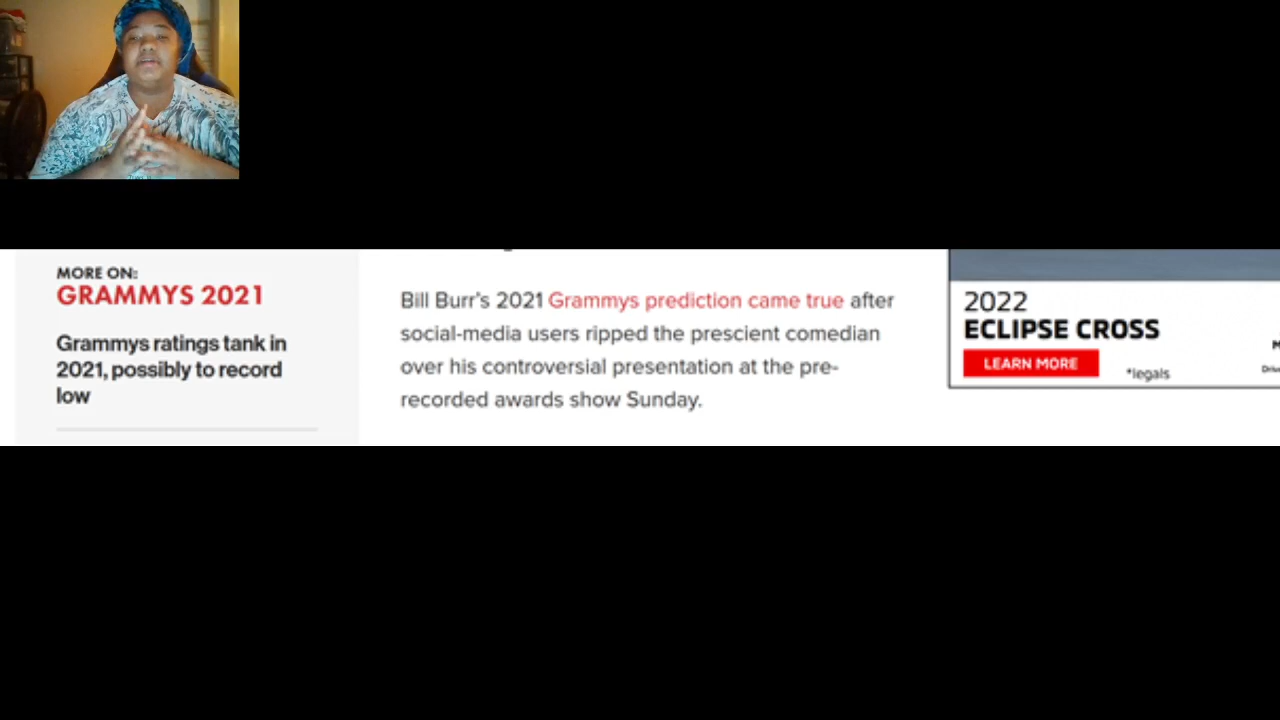 MORE ON:
GRAMMYS 2021
Grammys ratings tank in
2021, possibly to record
low
Bill Burr's 2021 Grammys prediction came true after
social-media users ripped the prescient comedian
over his controversial presentation at the pre-
recorded awards show Sunday.
2022
ECLIPSE CROSS
LEARN MORE
*legals